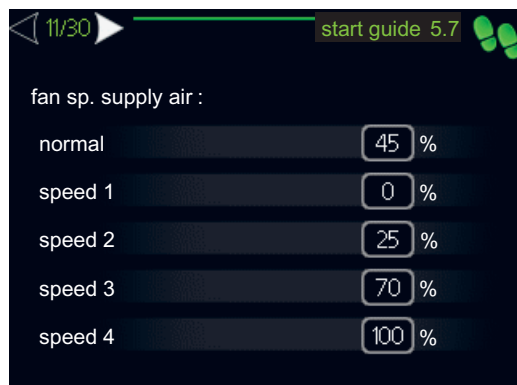 11/30 start guide 5.7
fan sp. supply air :
normal 45 %
speed 1 0 %
speed 2 25 %
speed 3 70 %
speed 4 100 %